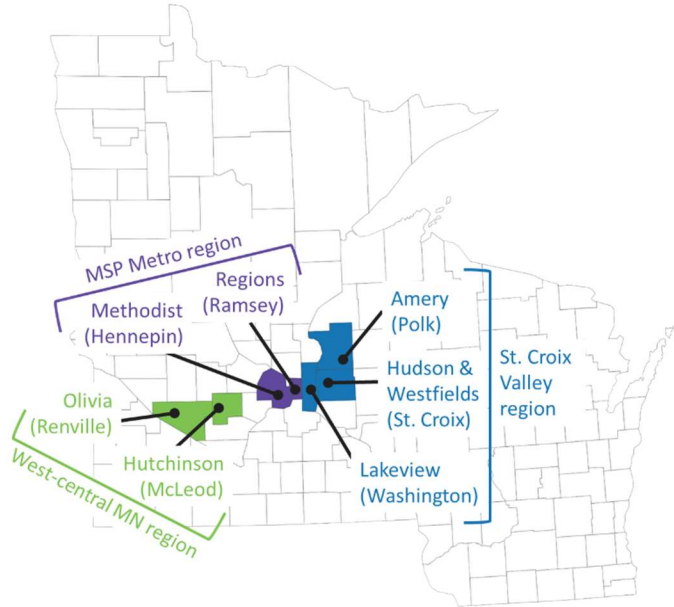 MSP Metro region
Regions
(Ramsey)
Methodist
(Hennepin)
Amery
(Polk)
Hudson &
Westfields
(St. Croix)
St. Croix
Valley
region
Olivia
(Renville)
Hutchinson
(McLeod)
Lakeview
(Washington)
West-central MN region